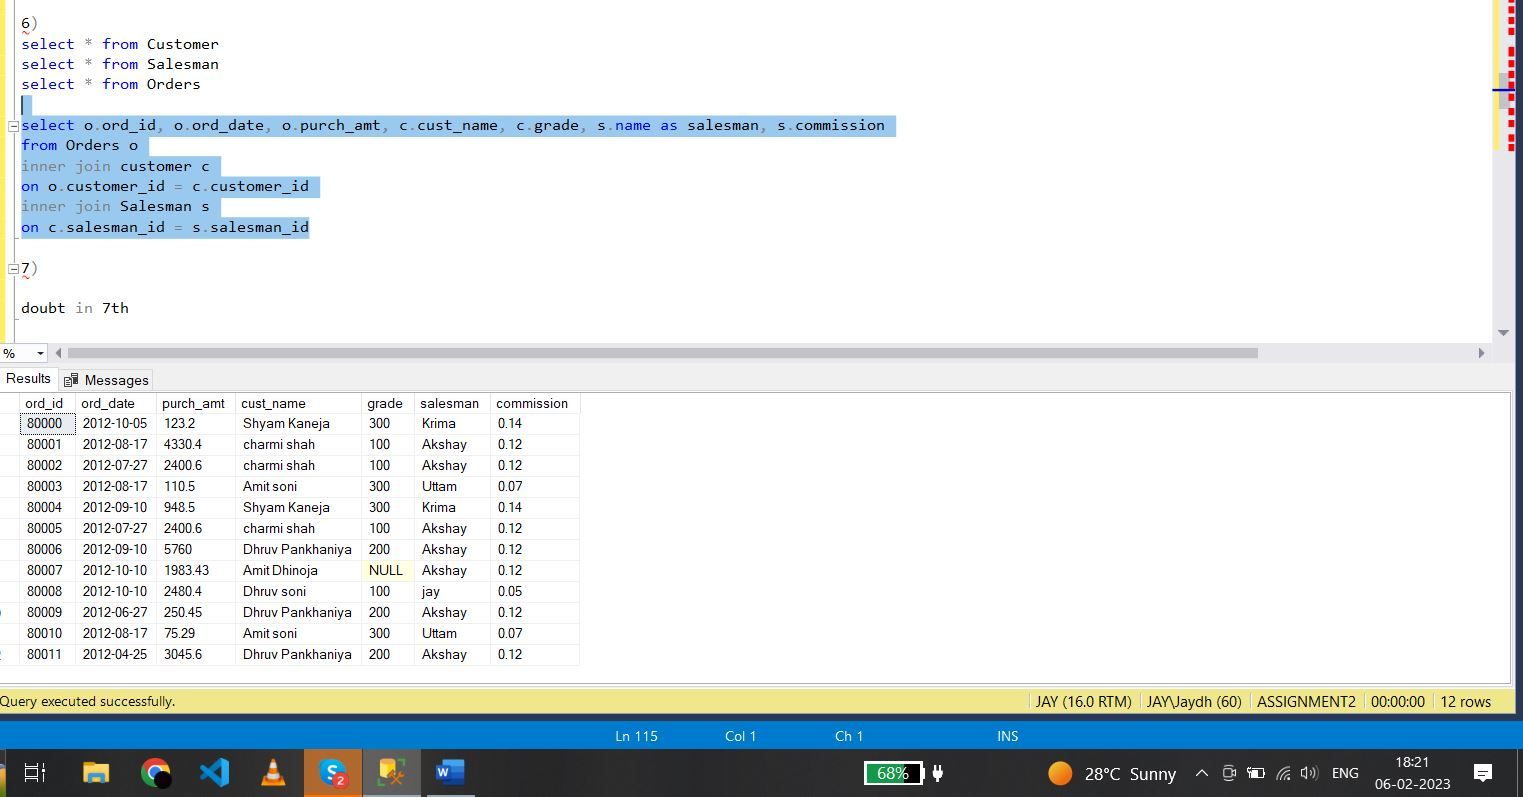 6)
select * from Customer
select * from Salesman
select * from Orders
select o.ord_id, o.ord_date, o.purch_amt, c.cust_name, c.grade, s.name as salesman, s.commission
from Orders o
inner join customer c
on o.customer_id = c.customer_id
inner join Salesman s
on c.salesman_id = s.salesman_id
7)
doubt in 7th
%
Results Messages
ord_id ord_date purch_amt cust_name grade salesman commission
80000 2012-10-05 123.2 Shyam Kaneja 300 Krima 0.14
80001 2012-08-17 4330.4 charmi shah 100 Akshay 0.12
80002 2012-07-27 2400.6 charmi shah 100 Akshay 0.12
80003 2012-08-17 110.5 Amit soni 300 Uttam 0.07
80004 2012-09-10 948.5 Shyam Kaneja 300 Krima 0.14
80005 2012-07-27 2400.6 charmi shah 100 Akshay 0.12
80006 2012-09-10 5760 Dhruv Pankhaniya 200 Akshay 0.12
80007 2012-10-10 1983.43 Amit Dhinoja NULL Akshay 0.12
80008 2012-10-10 2480.4 Dhruv soni 100 jay 0.05
80009 2012-06-27 250.45 Dhruv Pankhaniya 200 Akshay 0.12
80010 2012-08-17 75.29 Amit soni 300 Uttam 0.07
80011 2012-04-25 3045.6 Dhruv Pankhaniya 200 Akshay 0.12
Query executed successfully. JAY (16.0 RTM) JAY\Jaydh (60) ASSIGNMENT2 00:00:00 12 rows
Ln 115 Col 1 Ch 1 INS
S 2 W 68% 28°C Sunny ENG 18:21
06-02-2023